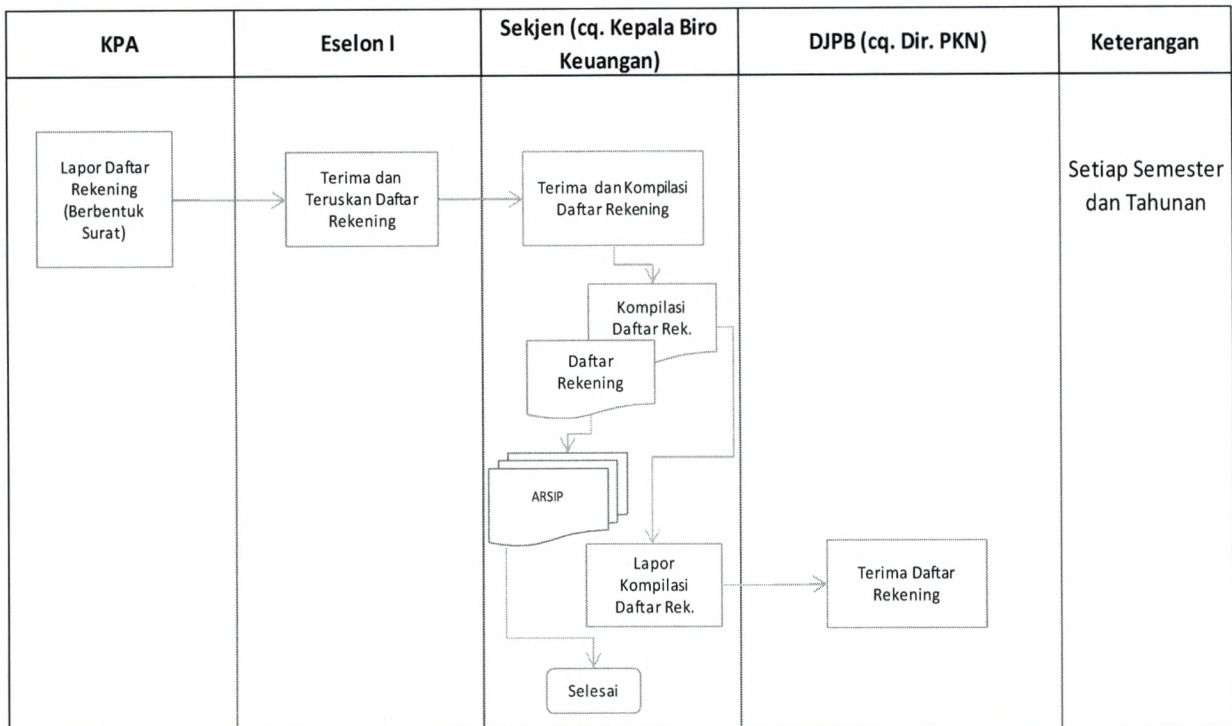 KPA
Eselon I
Sekjen (cq. Kepala Biro
Keuangan)
DJPB (cq. Dir. PKN)
Keterangan
Lapor Daftar
Rekening
(Berbentuk
Surat)
Terima dan
Teruskan Daftar
Rekening
Terima dan Kompilasi
Daftar Rekening
Setiap Semester
dan Tahunan
Kompilasi
Daftar Rek.
Daftar
Rekening
ARSIP
Lapor
Kompilasi
Daftar Rek.
Terima Daftar
Rekening
Selesai